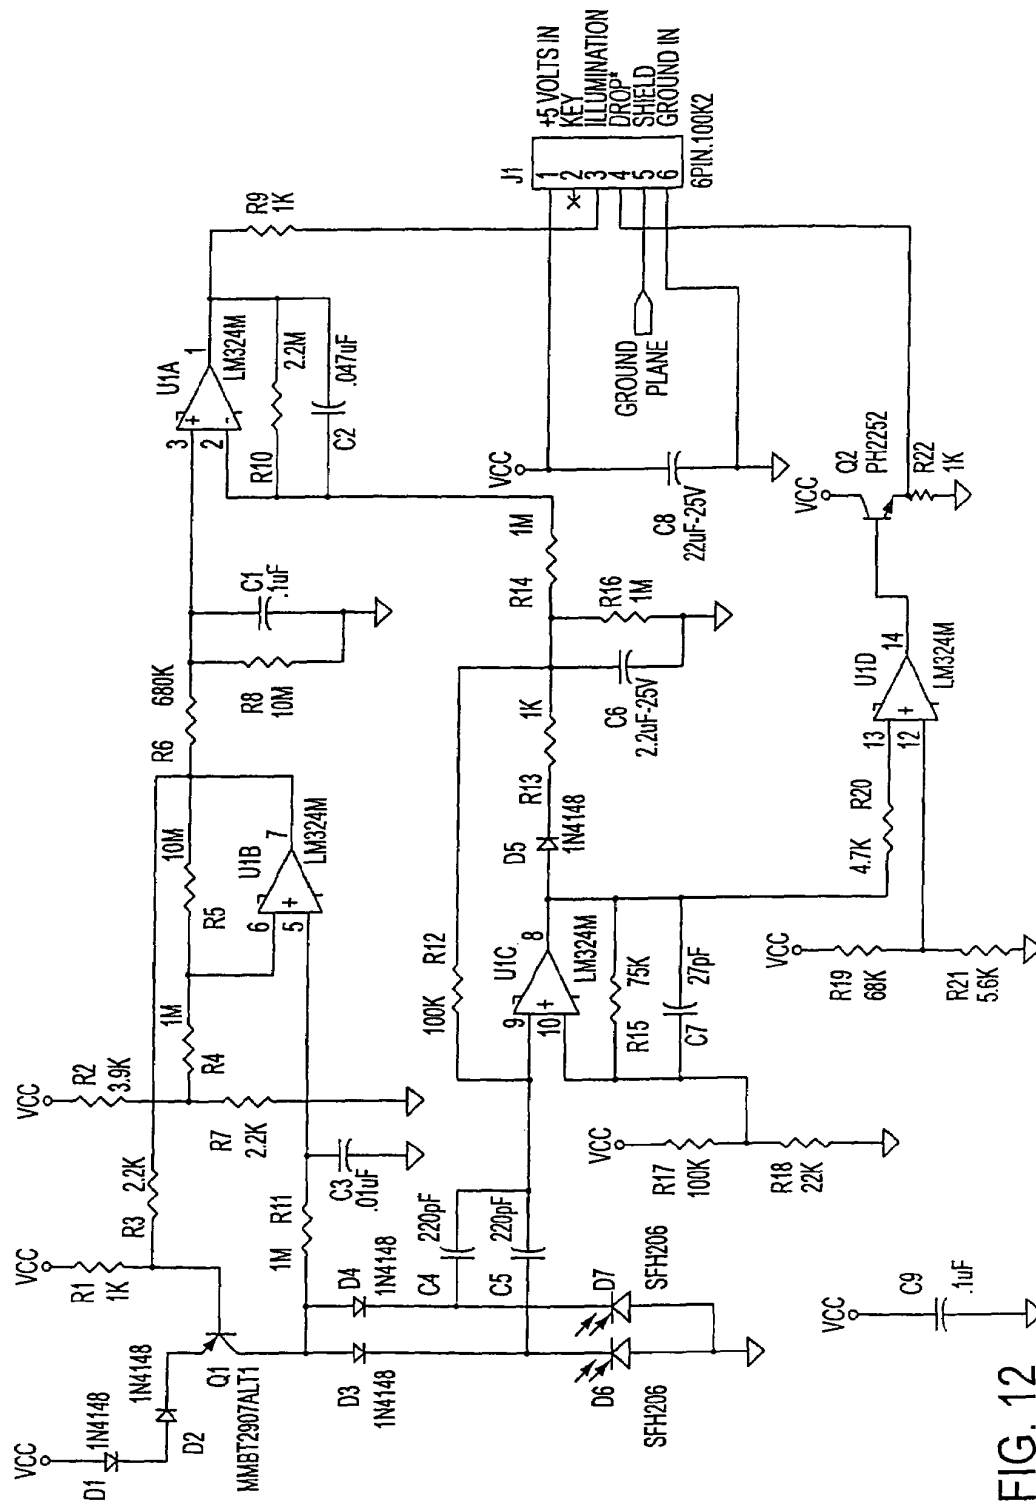 VCC
D1
1N4148
D2
1N4148
Q1
MMBT2907ALT1
VCC
R1
1K
R3
2.2K
VCC
R2
3.9K
R4
1M
R7
2.2K
R11
1M
C3
.01uF
D3
1N4148
D4
1N4148
C4
220pF
C5
220pF
D6
SFH206
D7
SFH206
R5
10M
6
5
+
U1B
7
LM324M
R6
680K
R8
10M
C1
.1uF
3
2
+
-
U1A
1
LM324M
R10
2.2M
C2
.047uF
R9
1K
J1
1
2
3
4
5
6
+5 VOLTS IN
KEY
ILLUMINATION
DROP*
SHIELD
GROUND IN
6PIN.100K2
GROUND
PLANE
VCC
C8
22uF-25V
R12
100K
9
10
+
U1C
8
LM324M
D5
1N4148
R13
1K
R14
1M
C6
2.2uF-25V
R16
1M
R15
75K
C7
27pF
VCC
R17
100K
R18
22K
VCC
R19
68K
R21
5.6K
R20
4.7K
13
12
+
U1D
14
LM324M
VCC
Q2
PH2252
R22
1K
VCC
C9
.1uF
FIG. 12